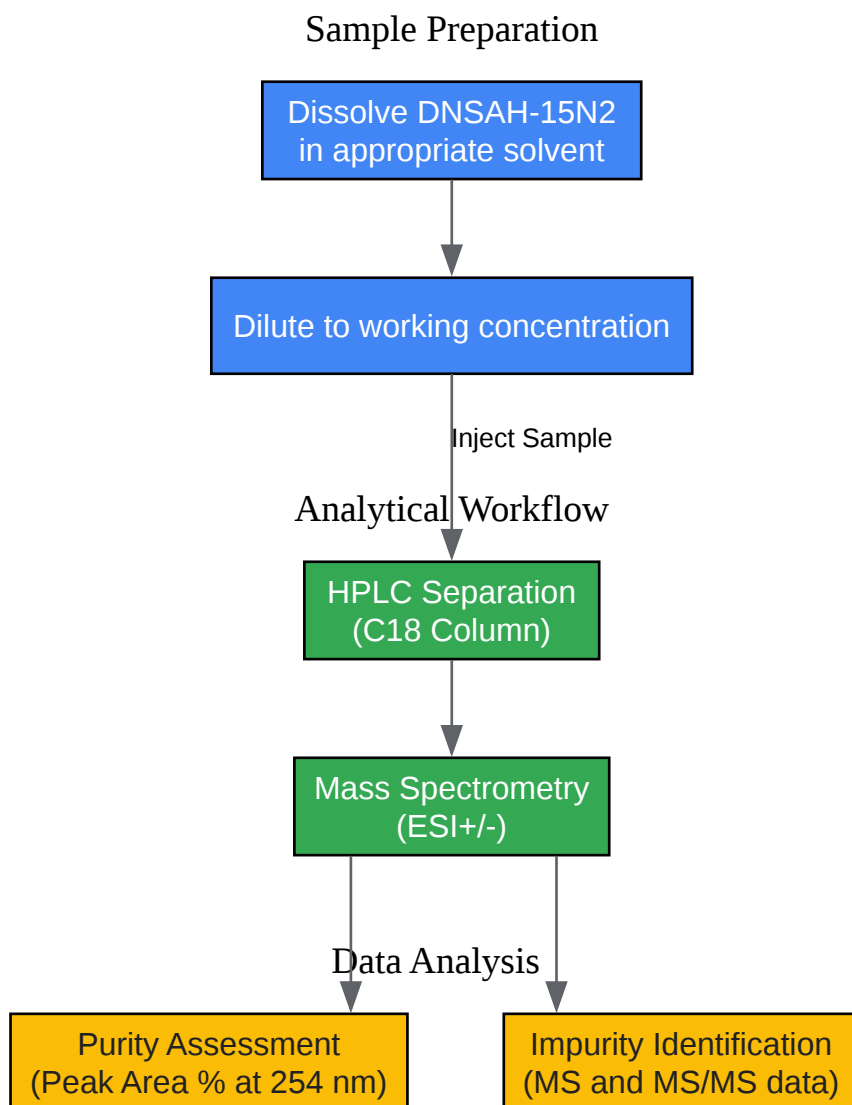 Sample Preparation
Dissolve DNSAH-15N2
in appropriate solvent
Dilute to working concentration
Inject Sample
Analytical Workflow
HPLC Separation
(C18 Column)
Mass Spectrometry
(ESI+/-)
Data Analysis
Purity Assessment
(Peak Area % at 254 nm)
Impurity Identification
(MS and MS/MS data)